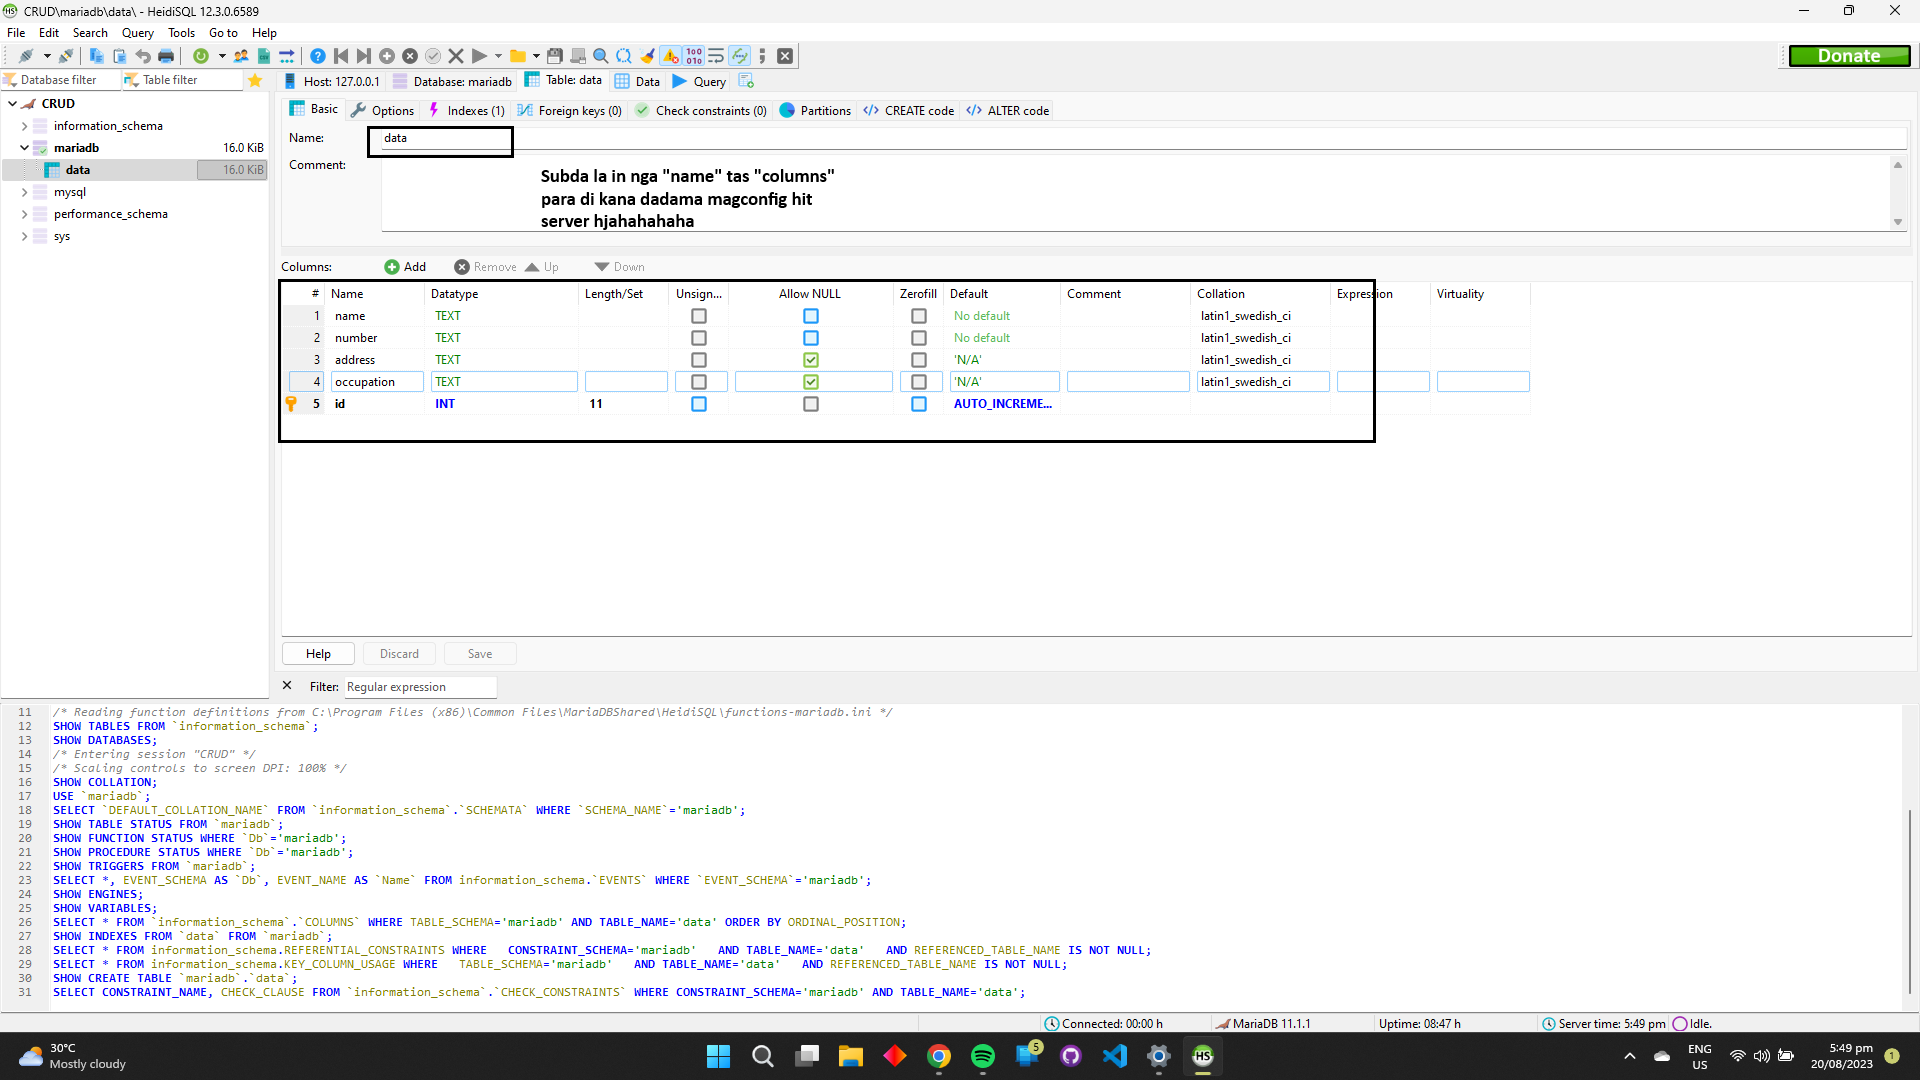 CRUD\mariadb\data\ - HeidiSQL 12.3.0.6589
File Edit Search Query Tools Go to Help
Donate
Database filter Table filter
Host: 127.0.0.1 Database: mariadb Table: data Data Query
CRUD
information_schema
mariadb 16.0 KiB
data 16.0 KiB
mysql
performance_schema
sys
Basic Options Indexes (1) Foreign keys (0) Check constraints (0) Partitions CREATE code ALTER code
Name: data
Comment:
Subda la in nga "name" tas "columns"
para di kana dadama magconfig hit
server hjahahahaha
Columns: Add Remove Up Down
# Name Datatype Length/Set Unsign... Allow NULL Zerofill Default Comment Collation Expression Virtuality
1 name TEXT No default latin1_swedish_ci
2 number TEXT No default latin1_swedish_ci
3 address TEXT 'N/A' latin1_swedish_ci
4 occupation TEXT 'N/A' latin1_swedish_ci
5 id INT 11 AUTO_INCREME...
Help Discard Save
Filter: Regular expression
11 /* Reading function definitions from C:\Program Files (x86)\Common Files\MariaDBShared\HeidiSQL\functions-mariadb.ini */
12 SHOW TABLES FROM `information_schema`;
13 SHOW DATABASES;
14 /* Entering session "CRUD" */
15 /* Scaling controls to screen DPI: 100% */
16 SHOW COLLATION;
17 USE `mariadb`;
18 SELECT `DEFAULT_COLLATION_NAME` FROM `information_schema`.`SCHEMATA` WHERE `SCHEMA_NAME`='mariadb';
19 SHOW TABLE STATUS FROM `mariadb`;
20 SHOW FUNCTION STATUS WHERE `Db`='mariadb';
21 SHOW PROCEDURE STATUS WHERE `Db`='mariadb';
22 SHOW TRIGGERS FROM `mariadb`;
23 SELECT *, EVENT_SCHEMA AS `Db`, EVENT_NAME AS `Name` FROM information_schema.`EVENTS` WHERE `EVENT_SCHEMA`='mariadb';
24 SHOW ENGINES;
25 SHOW VARIABLES;
26 SELECT * FROM `information_schema`.`COLUMNS` WHERE TABLE_SCHEMA='mariadb' AND TABLE_NAME='data' ORDER BY ORDINAL_POSITION;
27 SHOW INDEXES FROM `data` FROM `mariadb`;
28 SELECT * FROM information_schema.REFERENTIAL_CONSTRAINTS WHERE CONSTRAINT_SCHEMA='mariadb' AND TABLE_NAME='data' AND REFERENCED_TABLE_NAME IS NOT NULL;
29 SELECT * FROM information_schema.KEY_COLUMN_USAGE WHERE TABLE_SCHEMA='mariadb' AND TABLE_NAME='data' AND REFERENCED_TABLE_NAME IS NOT NULL;
30 SHOW CREATE TABLE `mariadb`.`data`;
31 SELECT CONSTRAINT_NAME, CHECK_CLAUSE FROM `information_schema`.`CHECK_CONSTRAINTS` WHERE CONSTRAINT_SCHEMA='mariadb' AND TABLE_NAME='data';
Connected: 00:00 h MariaDB 11.1.1 Uptime: 08:47 h Server time: 5:49 pm Idle.
30°C
Mostly cloudy
5
HS
ENG
US
5:49 pm
20/08/2023
1